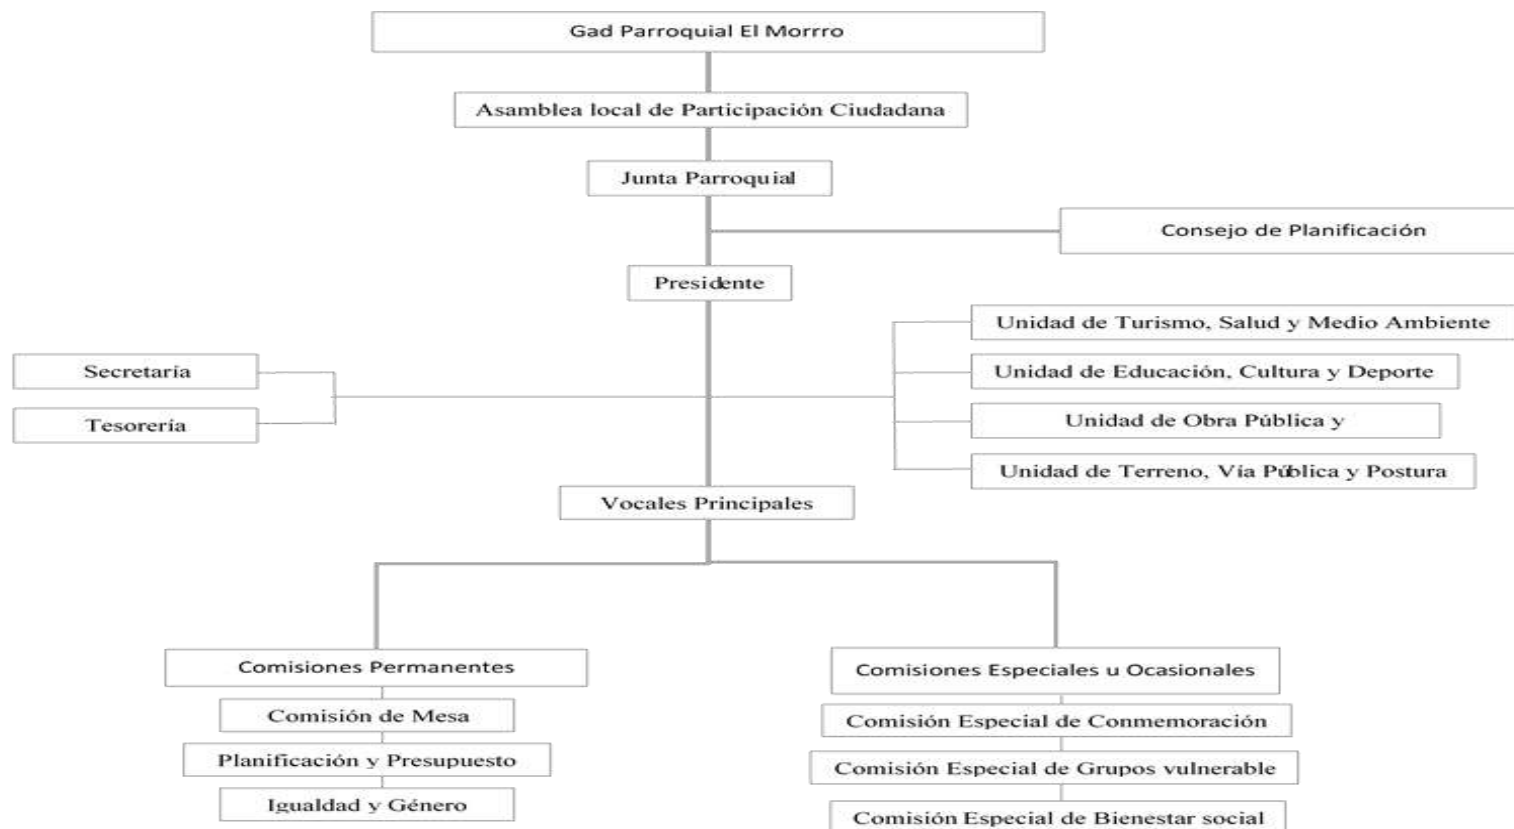 Gad Parroquial El Morrro
Asamblea local de Participación Ciudadana
Junta Parroquial
Consejo de Planificación
Presidente
Unidad de Turismo, Salud y Medio Ambiente
Secretaría
Unidad de Educación, Cultura y Deporte
Tesorería
Unidad de Obra Pública y
Unidad de Terreno, Vía Pública y Postura
Vocales Principales
Comisiones Permanentes
Comisión de Mesa
Planificación y Presupuesto
Igualdad y Género
Comisiones Especiales u Ocasionales
Comisión Especial de Conmemoración
Comisión Especial de Grupos vulnerable
Comisión Especial de Bienestar social